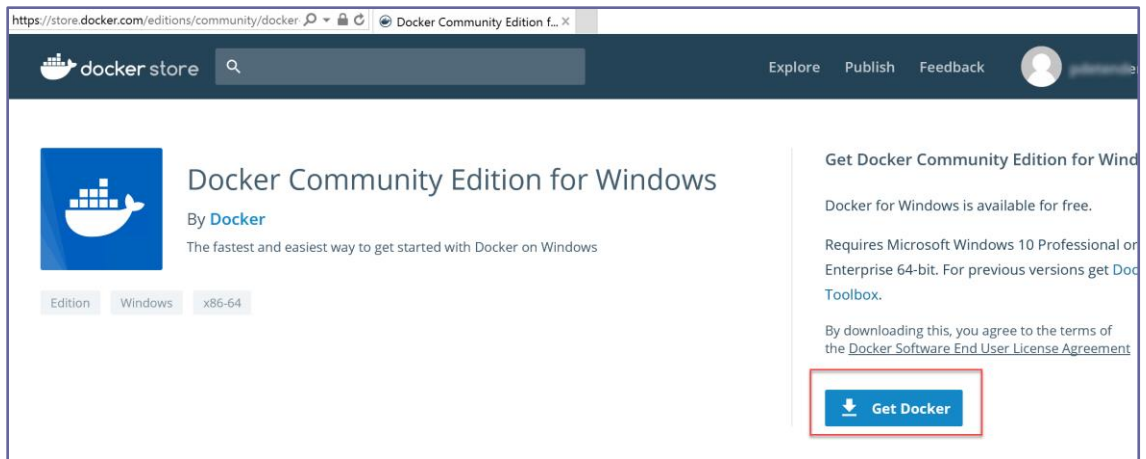 https://store.docker.com/editions/community/docker
Docker Community Edition f...
docker store
Explore Publish Feedback
Docker Community Edition for Windows
By Docker
The fastest and easiest way to get started with Docker on Windows
Edition Windows x86-64
Get Docker Community Edition for Wind
Docker for Windows is available for free.
Requires Microsoft Windows 10 Professional or
Enterprise 64-bit. For previous versions get Doc
Toolbox.
By downloading this, you agree to the terms of
the Docker Software End User License Agreement
Get Docker